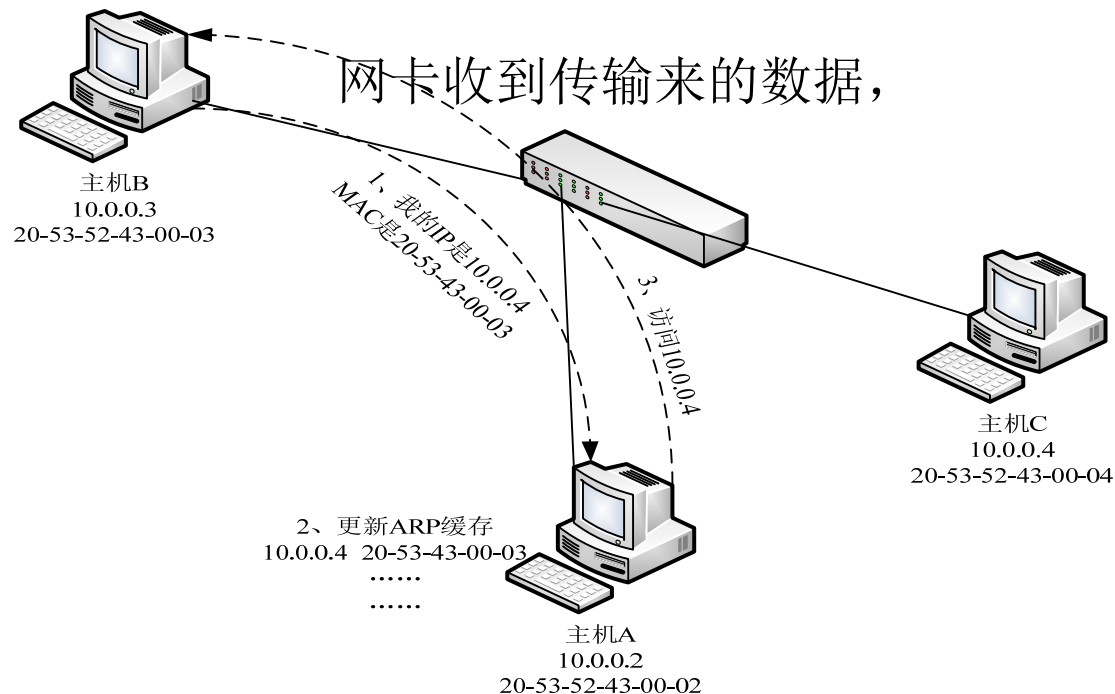 网卡收到传输来的数据，
主机B
10.0.0.3
20-53-52-43-00-03
1、我的IP是10.0.0.4
MAC是20-53-43-00-03
3、访问10.0.0.4
主机C
10.0.0.4
20-53-52-43-00-04
2、更新ARP缓存
10.0.0.4 20-53-43-00-03
……
……
主机A
10.0.0.2
20-53-52-43-00-02